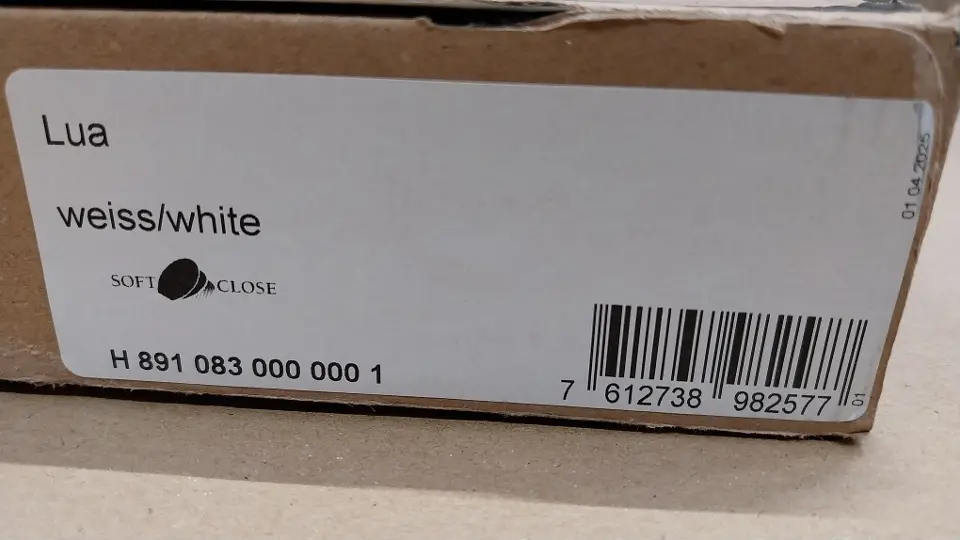 Lua
weiss/white
SOFT CLOSE
H 891 083 000 000 1
7 612738 982577
01
01 04 2025